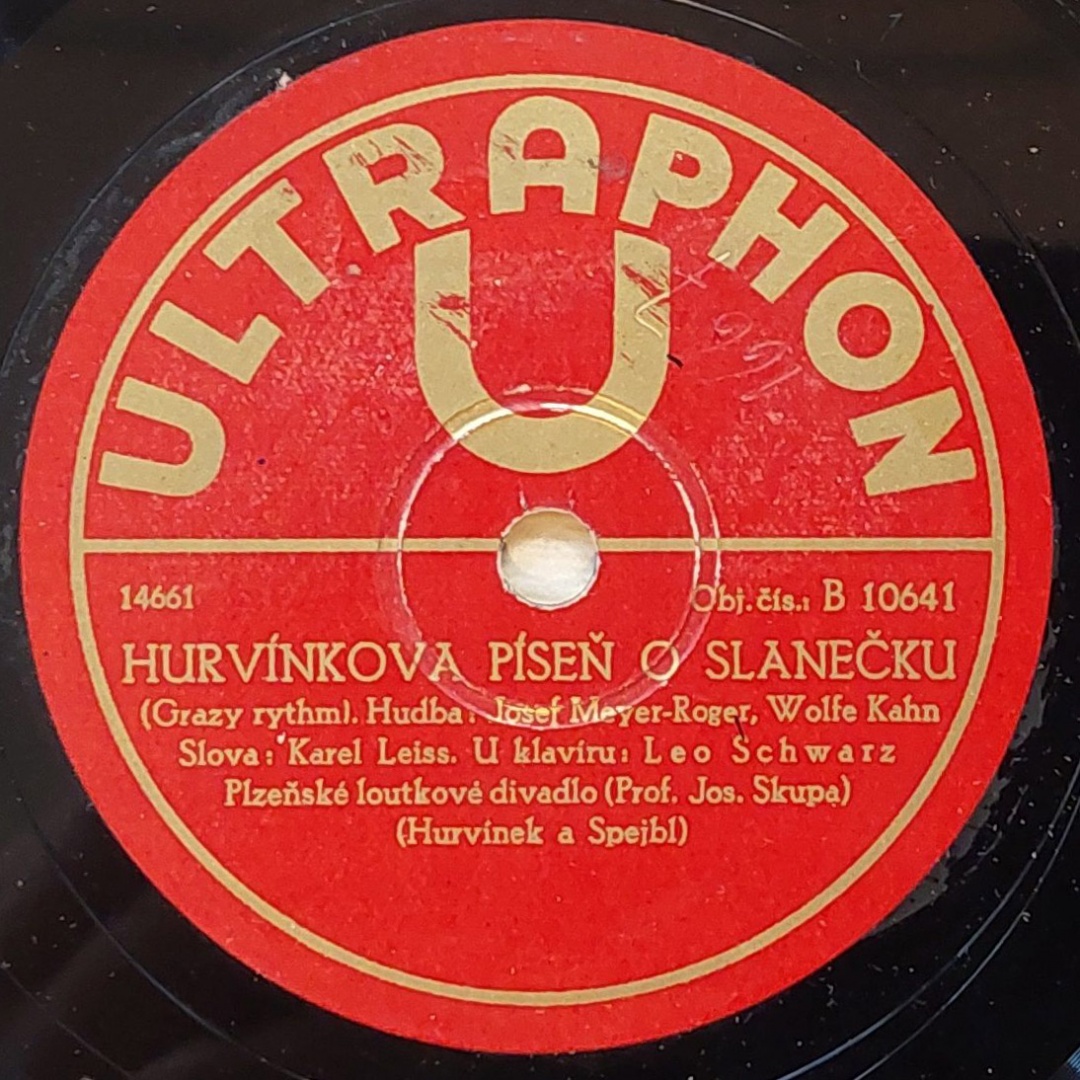 ULTRAPHON
U
14661 Obj. čís.: B 10641
HURVÍNKOVA PÍSEŇ O SLANEČKU
(Grazy rythm). Hudba: Josef Meyer-Roger, Wolfe Kahn
Slova: Karel Leiss. U klavíru: Leo Schwarz
Plzeňské loutkové divadlo (Prof. Jos. Skupa)
(Hurvínek a Spejbl)